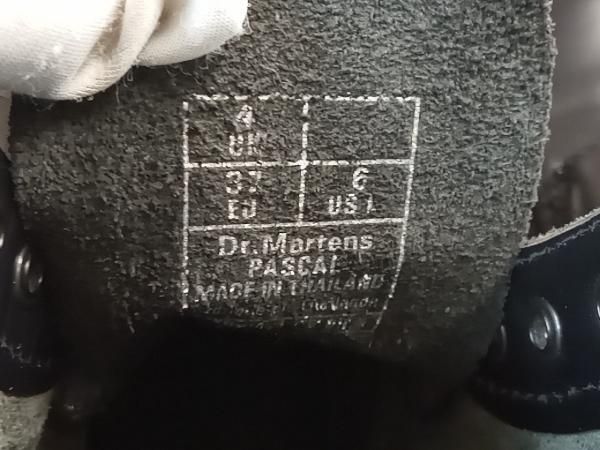 4
UK
37 6
EU US L
Dr. Martens
PASCAL
MADE IN THAILAND